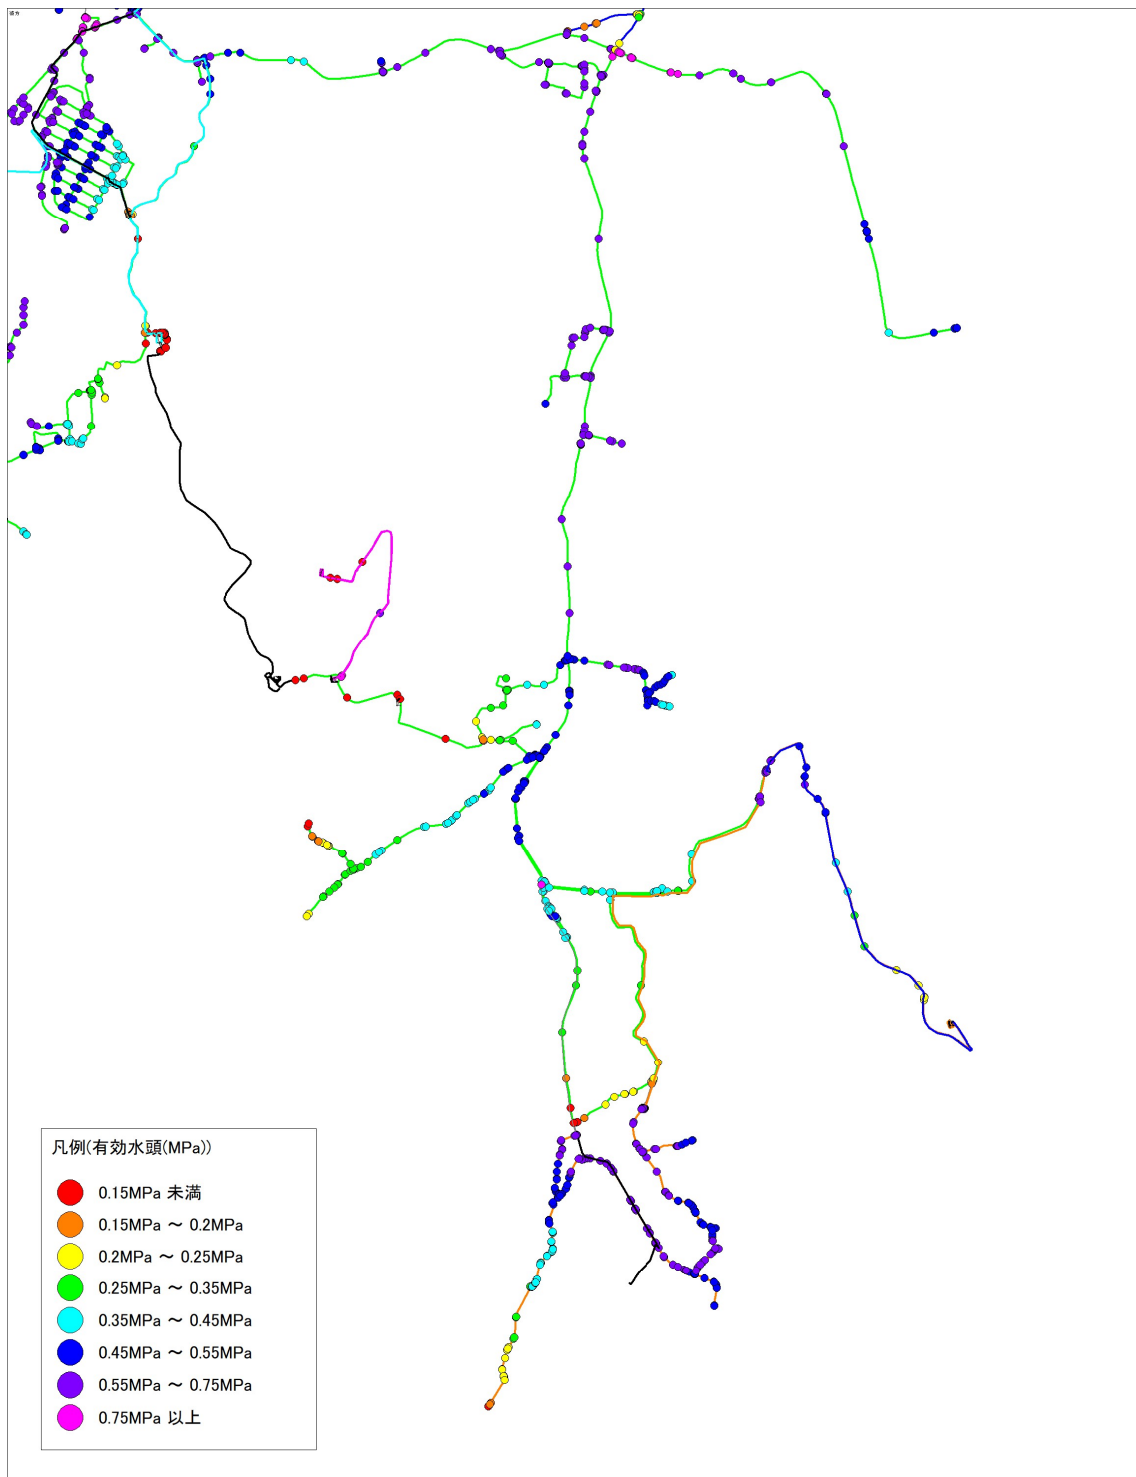 凡例(有効水頭(MPa))
0.15MPa 未満
0.15MPa ～ 0.2MPa
0.2MPa ～ 0.25MPa
0.25MPa ～ 0.35MPa
0.35MPa ～ 0.45MPa
0.45MPa ～ 0.55MPa
0.55MPa ～ 0.75MPa
0.75MPa 以上